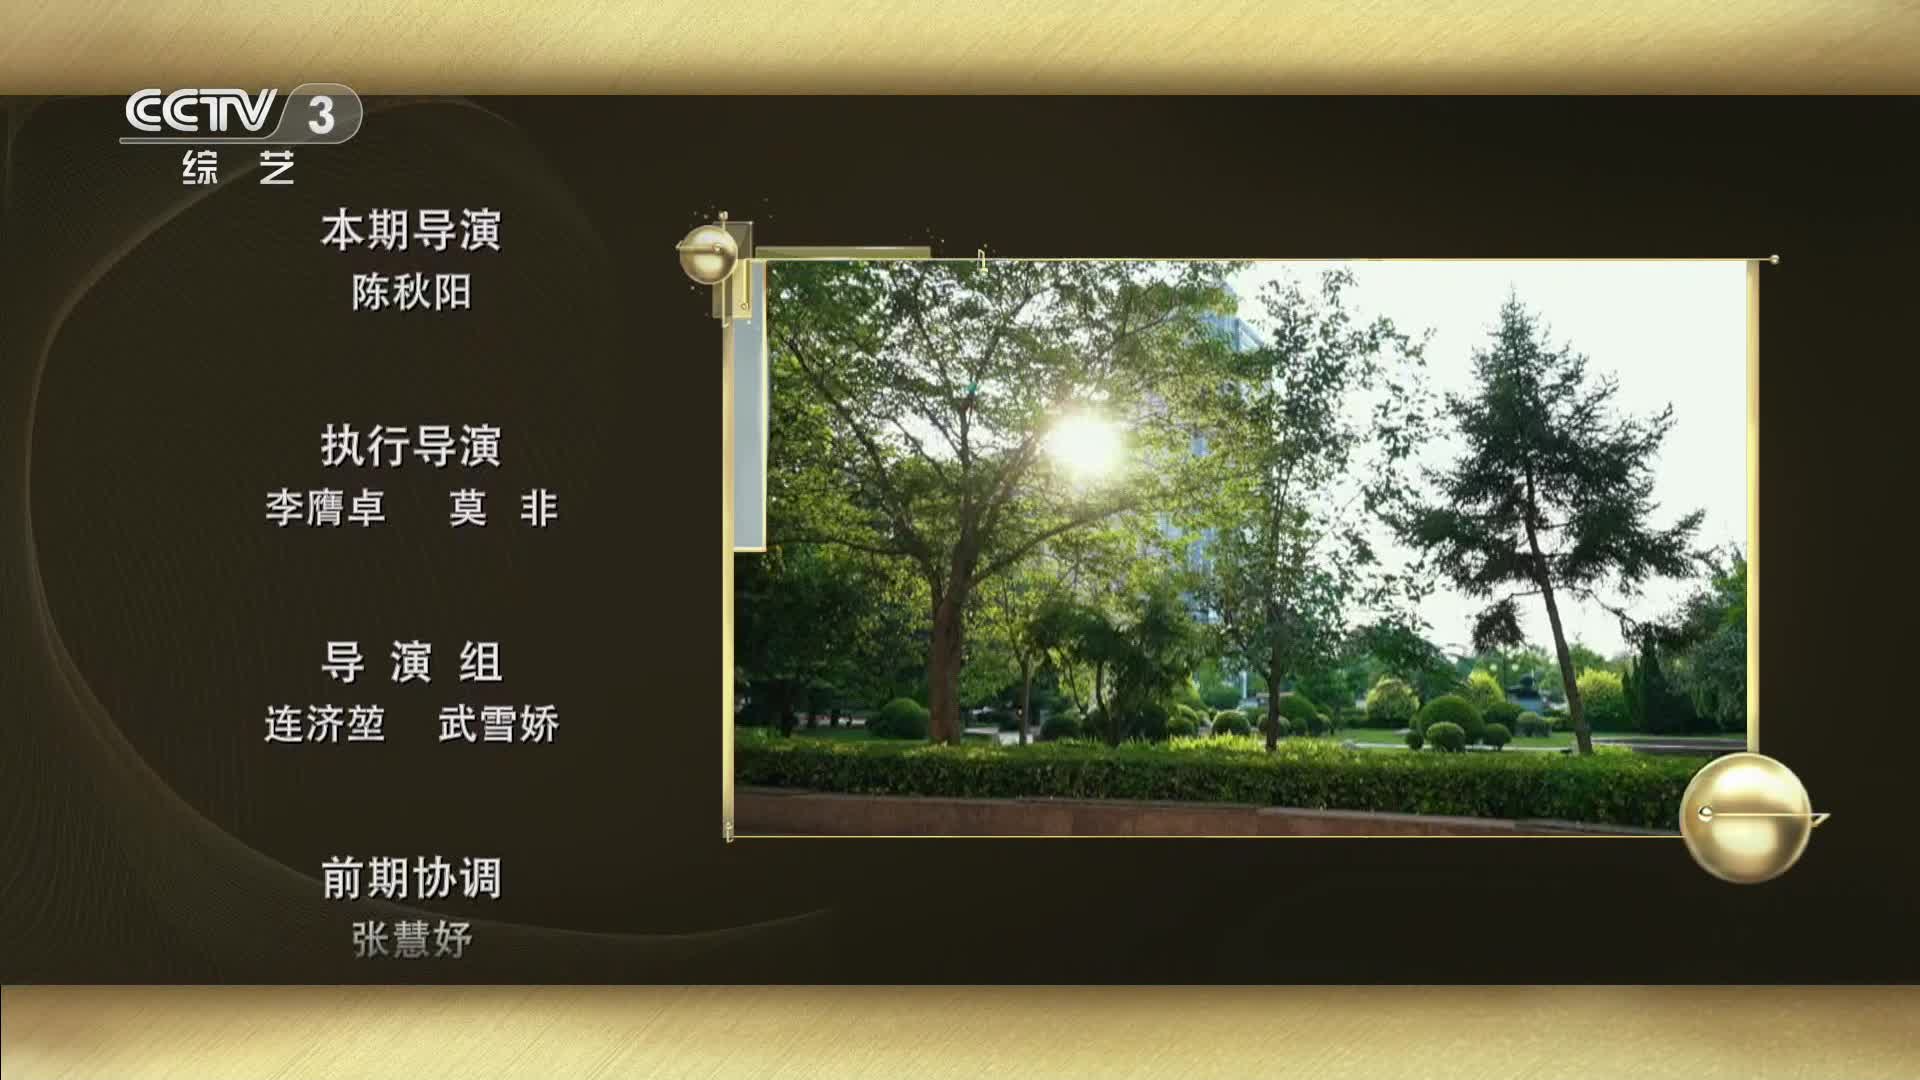 CCTV 3
综 艺
本期导演
陈秋阳
执行导演
李膺卓 莫 非
导 演 组
连济堃 武雪娇
前期协调
张慧妤